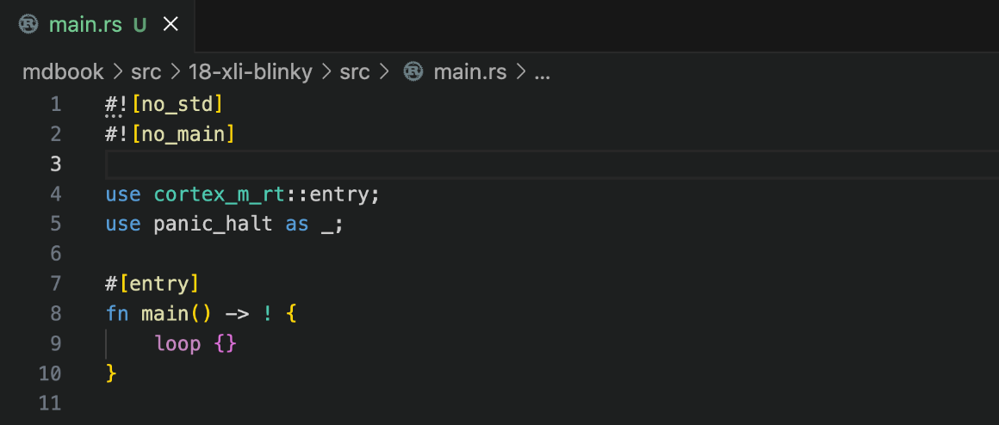 main.rs U
mdbook > src > 18-xli-blinky > src > main.rs > ...
1 #![no_std]
2 #![no_main]
3
4 use cortex_m_rt::entry;
5 use panic_halt as _;
6
7 #[entry]
8 fn main() -> ! {
9     loop {}
10 }
11